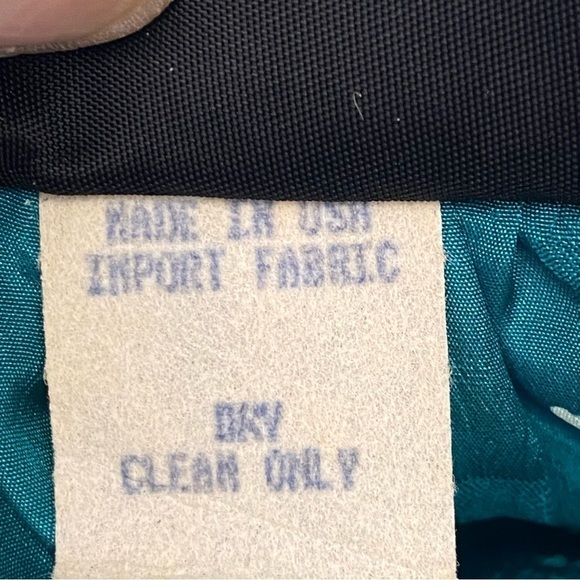 MADE IN USA
IMPORT FABRIC
DRY
CLEAN ONLY